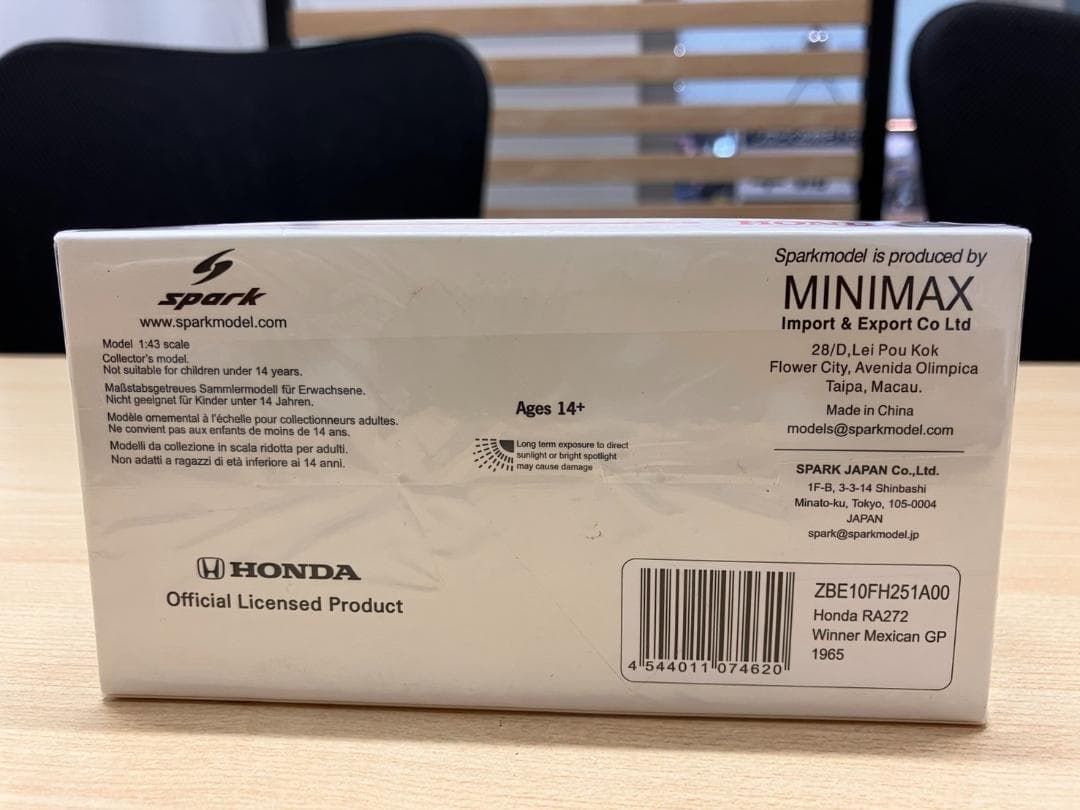 HONDA
spark
www.sparkmodel.com
Model 1:43 scale
Collector's model.
Not suitable for children under 14 years.
Maßstabsgetreues Sammlermodell für Erwachsene.
Nicht geeignet für Kinder unter 14 Jahren.
Modèle ornemental à l'échelle pour collectionneurs adultes.
Ne convient pas aux enfants de moins de 14 ans.
Modelli da collezione in scala ridotta per adulti.
Non adatti a ragazzi di età inferiore ai 14 anni.
Ages 14+
Long term exposure to direct
sunlight or bright spotlight
may cause damage
Sparkmodel is produced by
MINIMAX
Import & Export Co Ltd
28/D,Lei Pou Kok
Flower City, Avenida Olimpica
Taipa, Macau.
Made in China
models@sparkmodel.com
SPARK JAPAN Co.,Ltd.
1F-B, 3-3-14 Shinbashi
Minato-ku, Tokyo, 105-0004
JAPAN
spark@sparkmodel.jp
HONDA
Official Licensed Product
4 544011 074620
ZBE10FH251A00
Honda RA272
Winner Mexican GP
1965